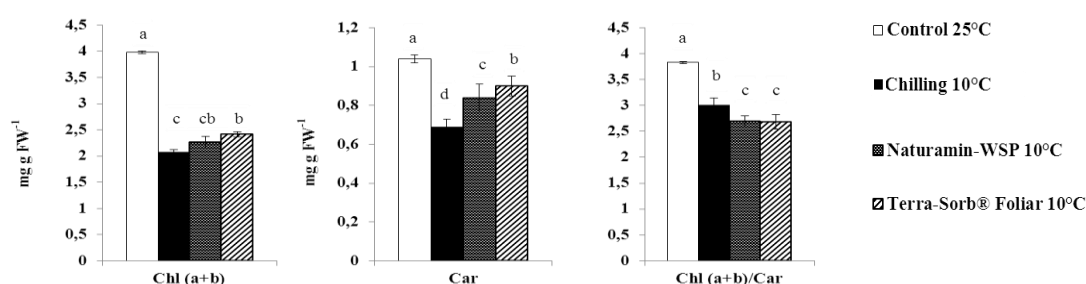 4,5
4
3,5
3
2,5
2
1,5
1
0,5
0
mg g FW-1
a
c
cb
b
Chl (a+b)
1,2
1
0,8
0,6
0,4
0,2
0
mg g FW-1
a
d
c
b
Car
4,5
4
3,5
3
2,5
2
1,5
1
0,5
0
a
b
c
c
Chl (a+b)/Car
Control 25°C
Chilling 10°C
Naturamin-WSP 10°C
Terra-Sorb® Foliar 10°C